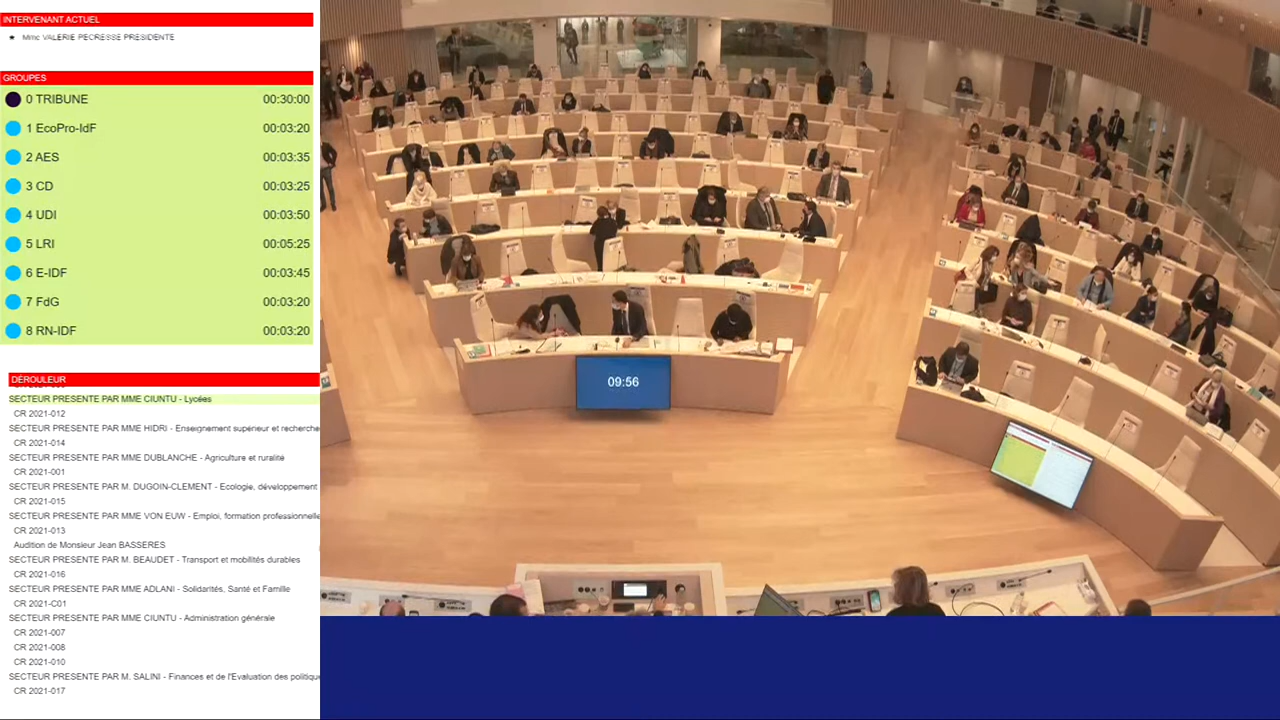 INTERVENANT ACTUEL
★ Mme VALERIE PECRESSE PRESIDENTE
GROUPES
0 TRIBUNE 00:30:00
1 EcoPro-IdF 00:03:20
2 AES 00:03:35
3 CD 00:03:25
4 UDI 00:03:50
5 LRI 00:05:25
6 E-IDF 00:03:45
7 FdG 00:03:20
8 RN-IDF 00:03:20
DÉROULEUR
SECTEUR PRESENTE PAR MME CIUNTU - Lycées
CR 2021-012
SECTEUR PRESENTE PAR MME HIDRI - Enseignement supérieur et recherche
CR 2021-014
SECTEUR PRESENTE PAR MME DUBLANCHE - Agriculture et ruralité
CR 2021-001
SECTEUR PRESENTE PAR M. DUGOIN-CLEMENT - Ecologie, développement
CR 2021-015
SECTEUR PRESENTE PAR MME VON EUW - Emploi, formation professionnelle
CR 2021-013
Audition de Monsieur Jean BASSERES
SECTEUR PRESENTE PAR M. BEAUDET - Transport et mobilités durables
CR 2021-016
SECTEUR PRESENTE PAR MME ADLANI - Solidarités, Santé et Famille
CR 2021-C01
SECTEUR PRESENTE PAR MME CIUNTU - Administration générale
CR 2021-007
CR 2021-008
CR 2021-010
SECTEUR PRESENTE PAR M. SALINI - Finances et de l'Evaluation des politiqu
CR 2021-017
09:56